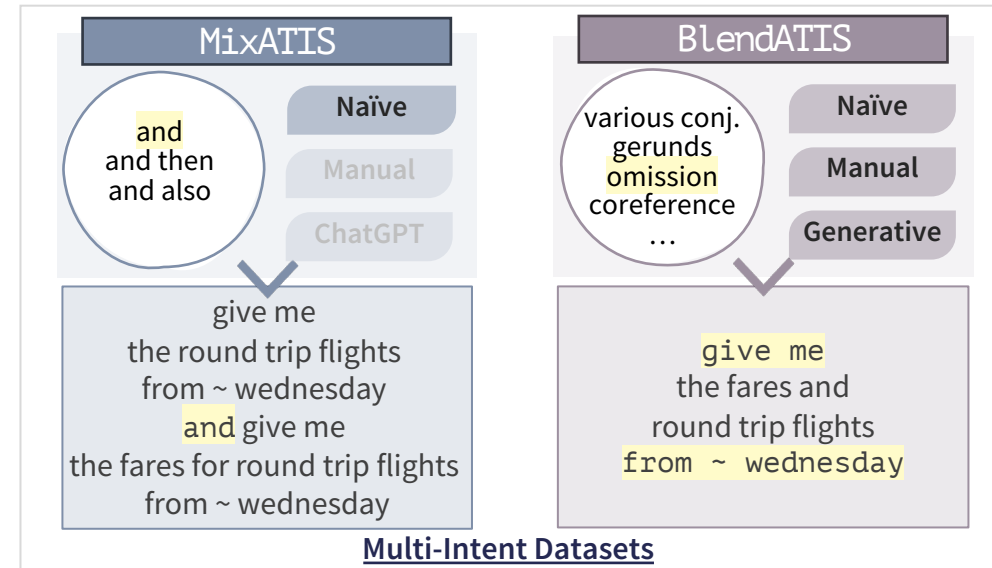 MixATIS
and
and then
and also
Naïve
Manual
ChatGPT
give me
the round trip flights
from ~ wednesday
and give me
the fares for round trip flights
from ~ wednesday
BlendATIS
various conj.
gerunds
omission
coreference
...
Naïve
Manual
Generative
give me
the fares and
round trip flights
from ~ wednesday
Multi-Intent Datasets